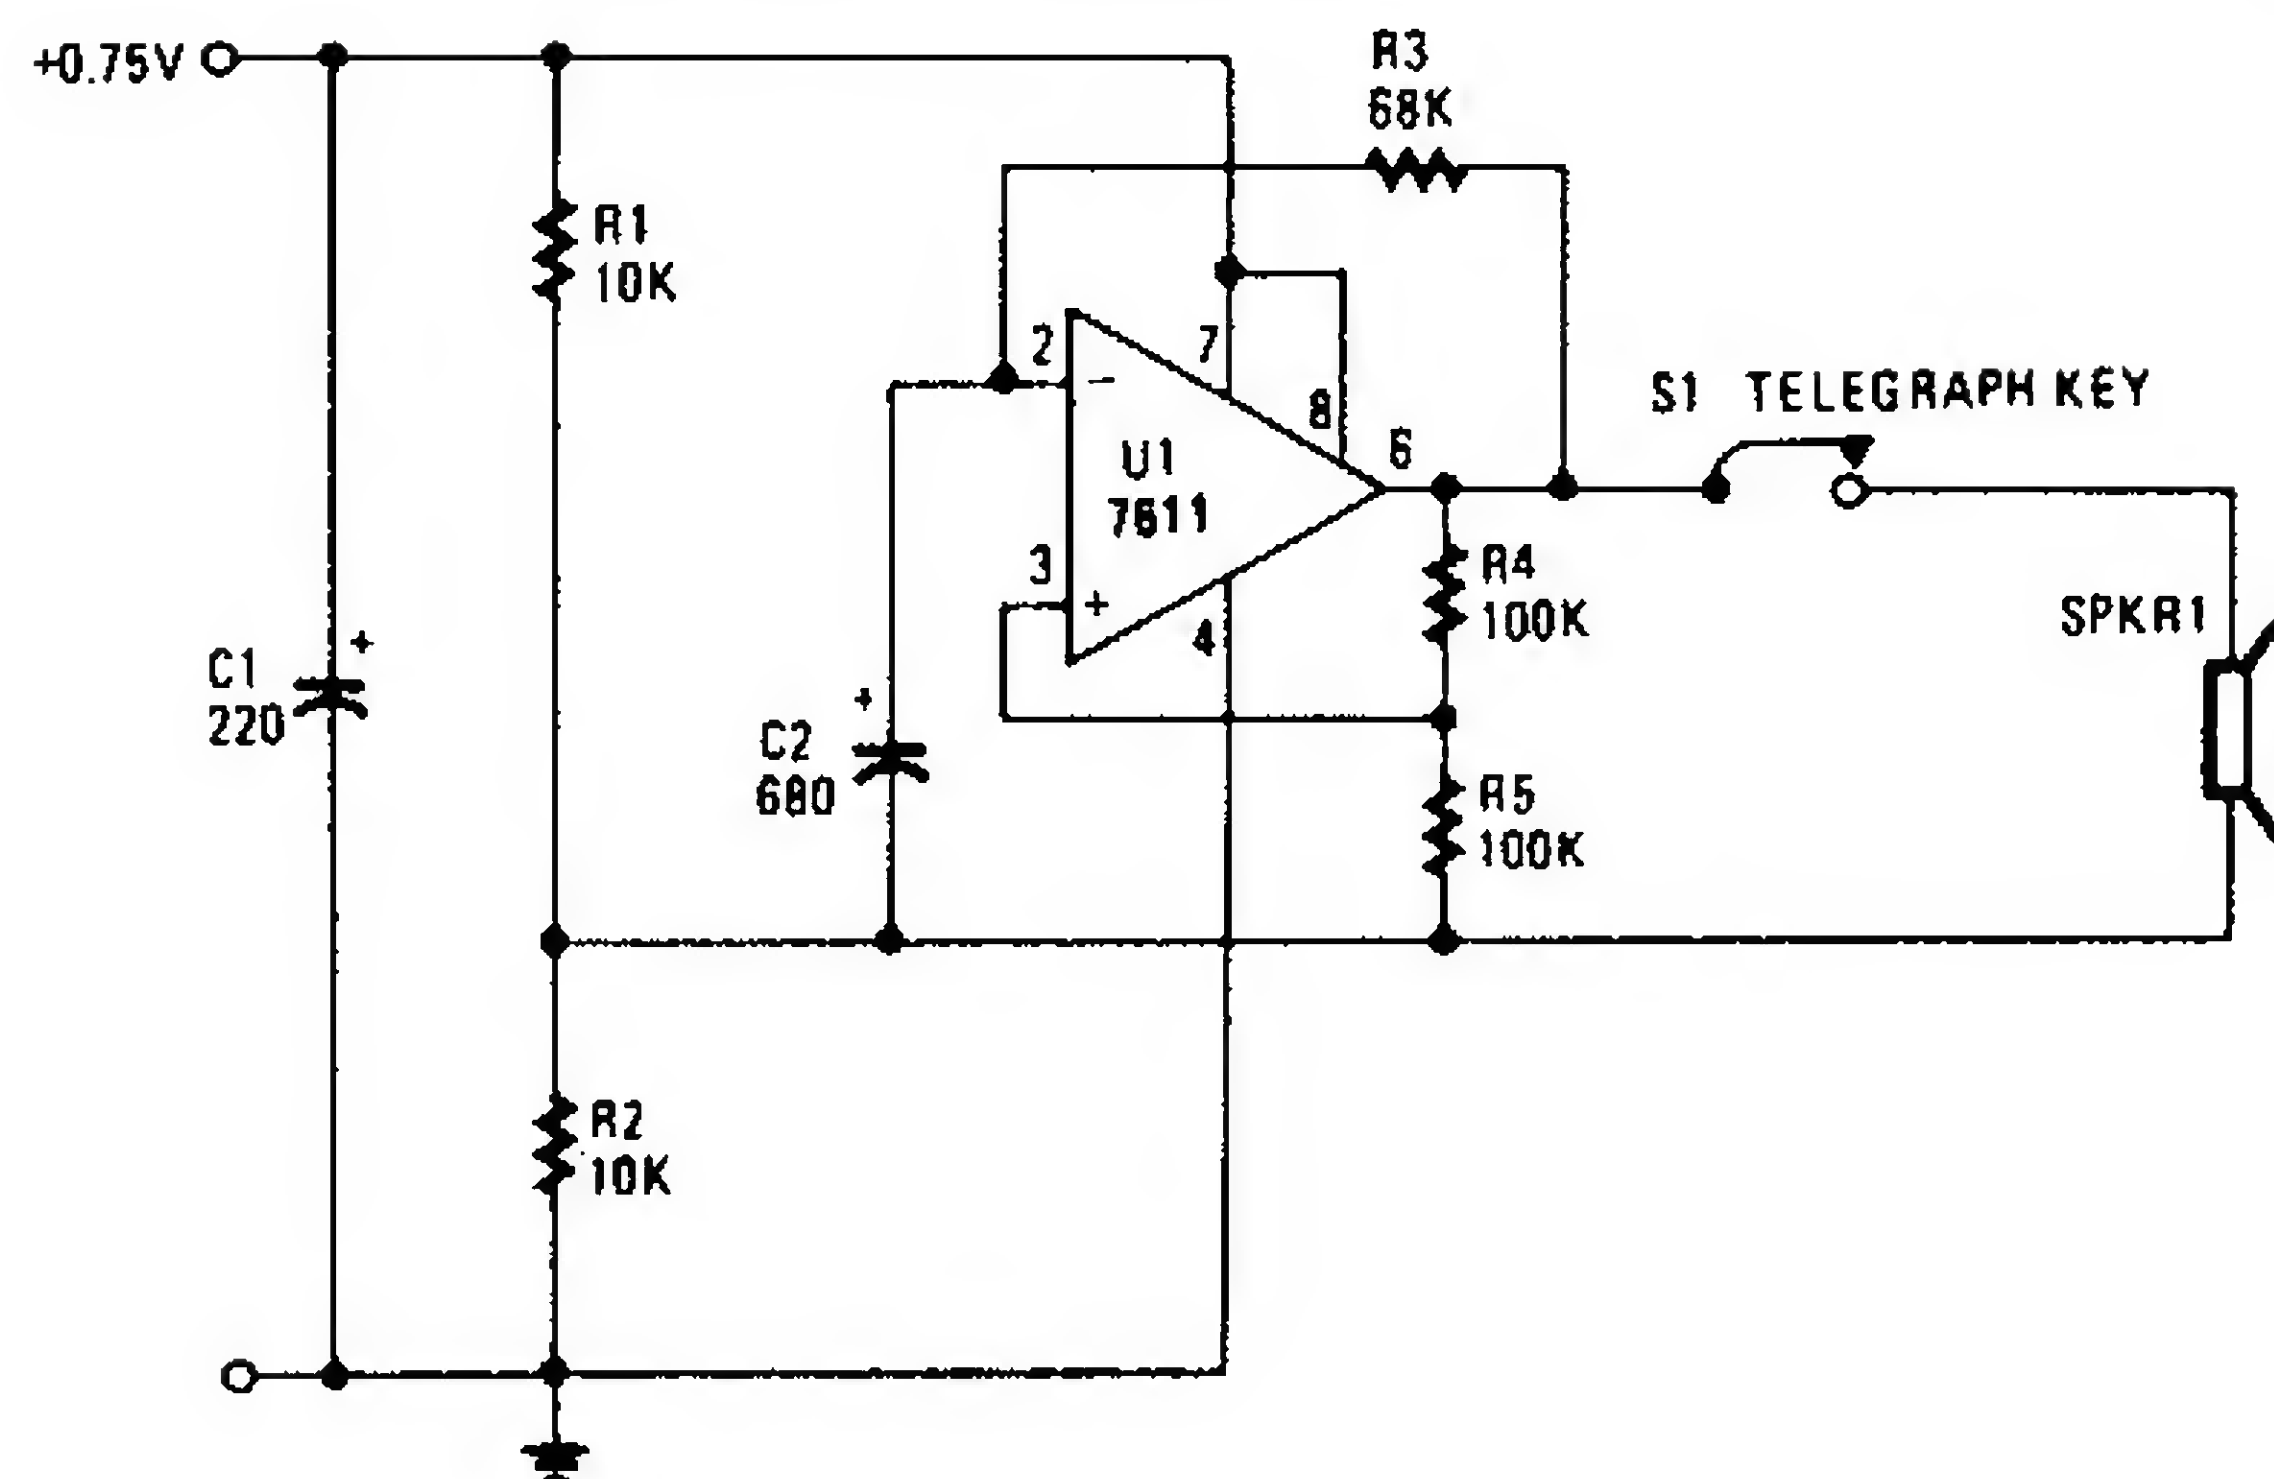 +0.75V
R3
68K
R1
10K
2
7
−
8
6
S1 TELEGRAPH KEY
U1
7611
3
+
4
R4
100K
SPKR1
+
C1
220
+
C2
680
R5
100K
R2
10K